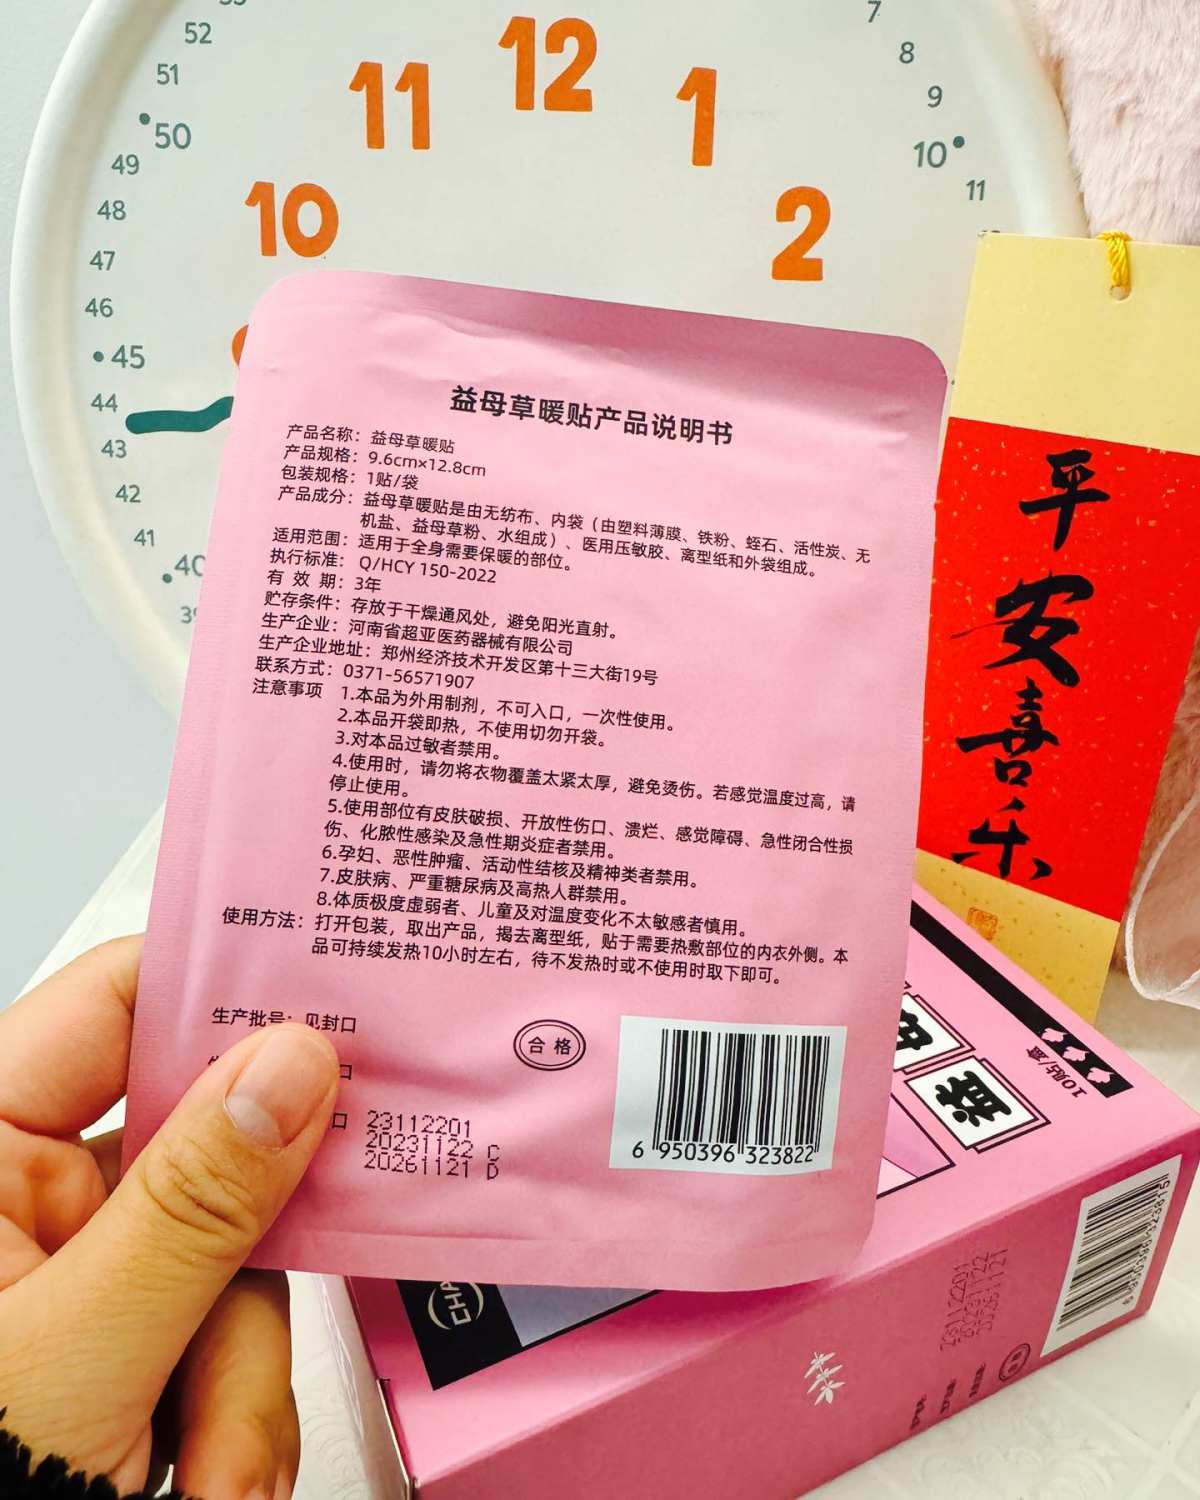 52
51
50
49
48
47
46
45
44
43
42
41
40
12
11
10
1
2
7
8
9
10
11
益母草暖贴产品说明书
产品名称：益母草暖贴
产品规格：9.6cm×12.8cm
包装规格：1贴/袋
产品成分：益母草暖贴是由无纺布、内袋（由塑料薄膜、铁粉、蛭石、活性炭、无
机盐、益母草粉、水组成）、医用压敏胶、离型纸和外袋组成。
适用范围：适用于全身需要保暖的部位。
执行标准：Q/HCY 150-2022
有 效 期：3年
贮存条件：存放于干燥通风处，避免阳光直射。
生产企业：河南省超亚医药器械有限公司
生产企业地址：郑州经济技术开发区第十三大街19号
联系方式：0371-56571907
注意事项 1.本品为外用制剂，不可入口，一次性使用。
2.本品开袋即热，不使用切勿开袋。
3.对本品过敏者禁用。
4.使用时，请勿将衣物覆盖太紧太厚，避免烫伤。若感觉温度过高，请
停止使用。
5.使用部位有皮肤破损、开放性伤口、溃烂、感觉障碍、急性闭合性损
伤、化脓性感染及急性期炎症者禁用。
6.孕妇、恶性肿瘤、活动性结核及精神类者禁用。
7.皮肤病、严重糖尿病及高热人群禁用。
8.体质极度虚弱者、儿童及对温度变化不太敏感者慎用。
使用方法：打开包装，取出产品，揭去离型纸，贴于需要热敷部位的内衣外侧。本
品可持续发热10小时左右，待不发热时或不使用时取下即可。
生产批号：见封口
口
口
合 格
23112201
20231122 C
20261121 D
6 950396 323822
平
安
喜
乐
益
母
10贴/盒
CHA
23112201
20231122
20261121